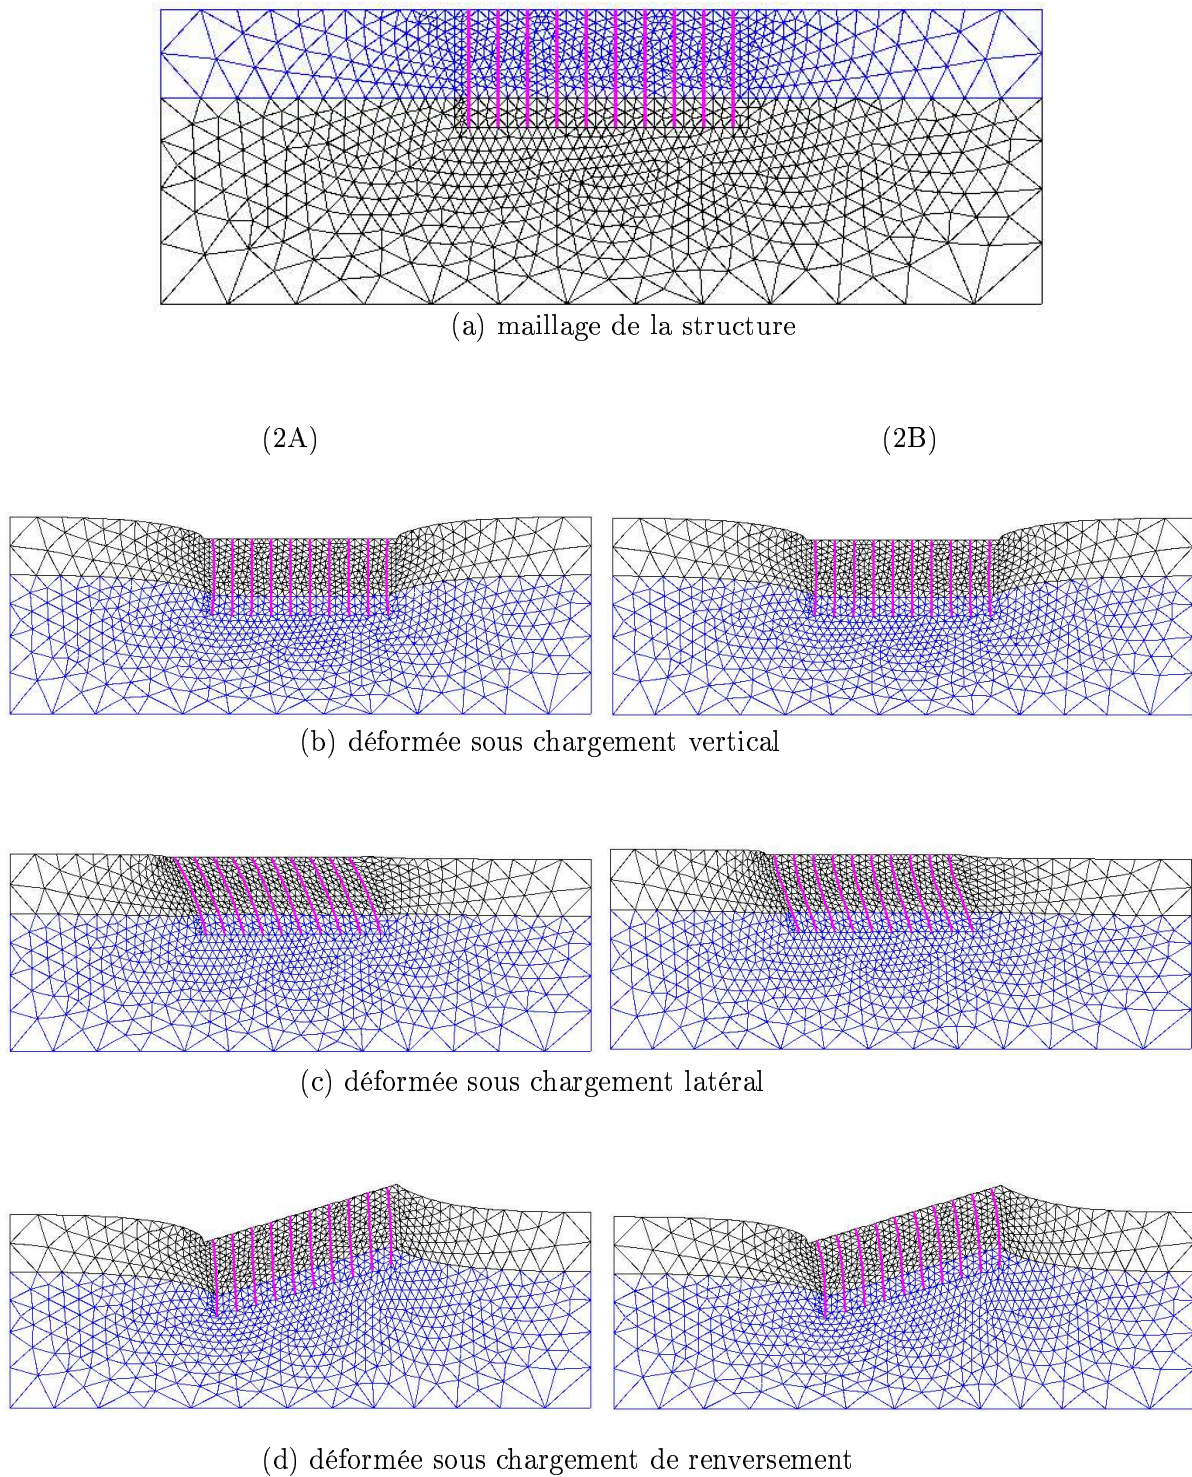 (a) maillage de la structure
(2A)
(2B)
(b) déformée sous chargement vertical
(c) déformée sous chargement latéral
(d) déformée sous chargement de renversement